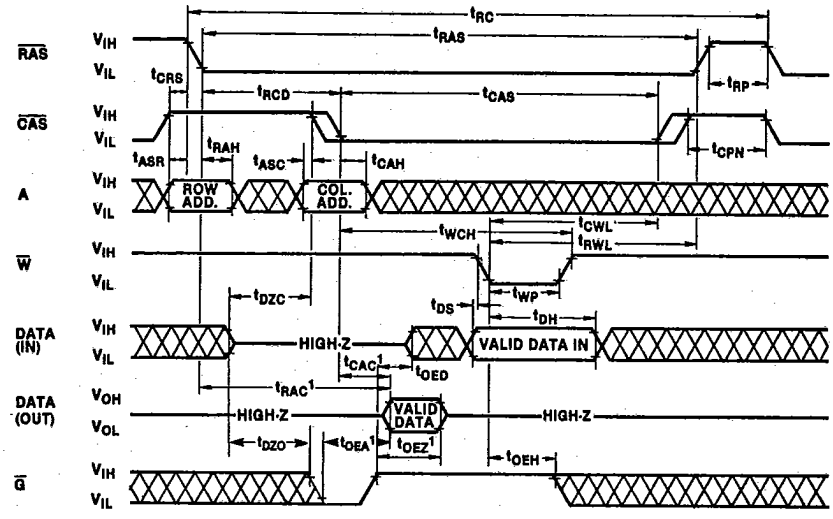 tRC
tRAS
RAS VIH
VIL
tCRS tRCD tCAS tRP
CAS VIH
VIL
tASR tRAH tASC tCAH tCPN
A VIH
VIL
ROW ADD.
COL. ADD.
tCWL
tWCH tRWL
W VIH
VIL
tWP
tDZC tDS tDH
DATA (IN) VIH
VIL
HIGH-Z VALID DATA IN
tCAC1 tOED
tRAC1
DATA (OUT) VOH
VOL
HIGH-Z VALID DATA HIGH-Z
tDZO tOEA1 tOEZ1 tOEH
G VIH
VIL